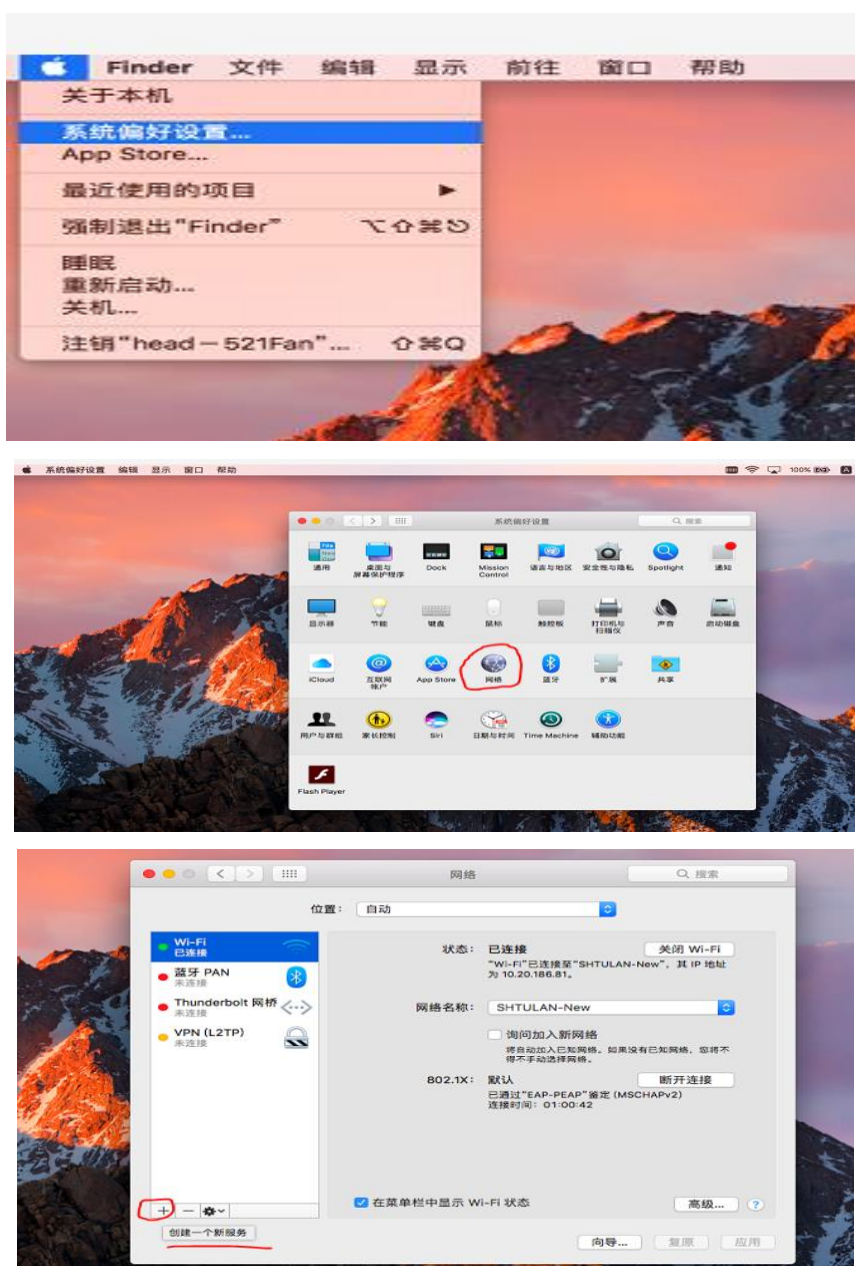 Finder 文件 编辑 显示 前往 窗口 帮助
关于本机
系统偏好设置...
App Store...
最近使用的项目 ▶
强制退出"Finder" ⌥⇧⌘⎋
睡眠
重新启动...
关机...
注销"head－521Fan"... ⇧⌘Q
系统偏好设置 编辑 显示 窗口 帮助 100% A
系统偏好设置 搜索
通用 桌面与屏幕保护程序 Dock Mission Control 语言与地区 安全性与隐私 Spotlight 通知
显示器 节能 键盘 鼠标 触控板 打印机与扫描仪 声音 启动磁盘
iCloud 互联网帐户 App Store 网络 蓝牙 扩展 共享
用户与群组 家长控制 Siri 日期与时间 Time Machine 辅助功能
Flash Player
网络 搜索
位置： 自动
Wi-Fi
已连接
蓝牙 PAN
未连接
Thunderbolt 网桥
未连接
VPN (L2TP)
未连接
状态： 已连接 关闭 Wi-Fi
"Wi-Fi"已连接至"SHTULAN-New"，其 IP 地址
为 10.20.186.81。
网络名称： SHTULAN-New
询问加入新网络
将自动加入已知网络。如果没有已知网络，您将不
得不手动选择网络。
802.1X： 默认 断开连接
已通过"EAP-PEAP"鉴定 (MSCHAPv2)
连接时间：01:00:42
在菜单栏中显示 Wi-Fi 状态 高级... ?
创建一个新服务
向导... 复原 应用